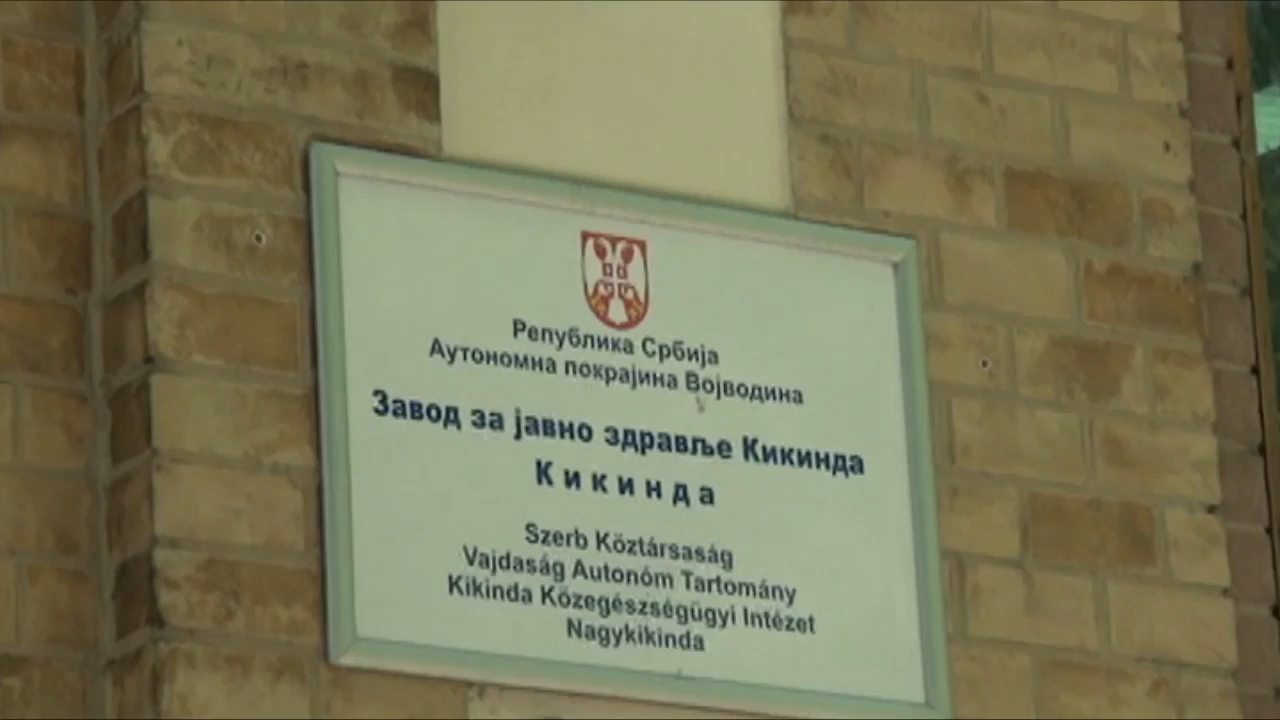 Република Србија
Аутономна покрајина Војводина
Завод за јавно здравље Кикинда
Кикинда
Szerb Köztársaság
Vajdaság Autonóm Tartomány
Kikinda Közegészségügyi Intézet
Nagykikinda